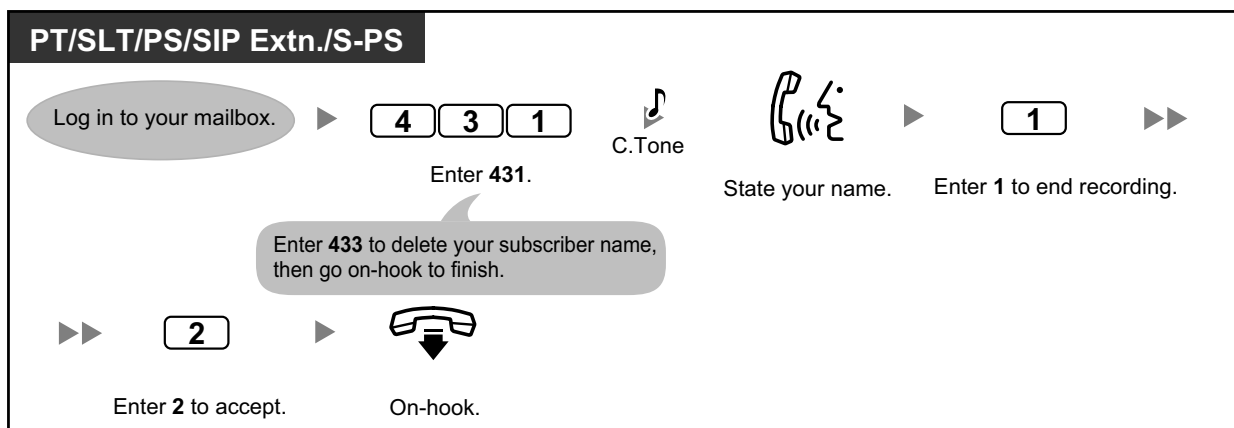 PT/SLT/PS/SIP Extn./S-PS
Log in to your mailbox.
4 3 1
C.Tone
1
Enter 431.
State your name.
Enter 1 to end recording.
Enter 433 to delete your subscriber name,
then go on-hook to finish.
2
Enter 2 to accept.
On-hook.